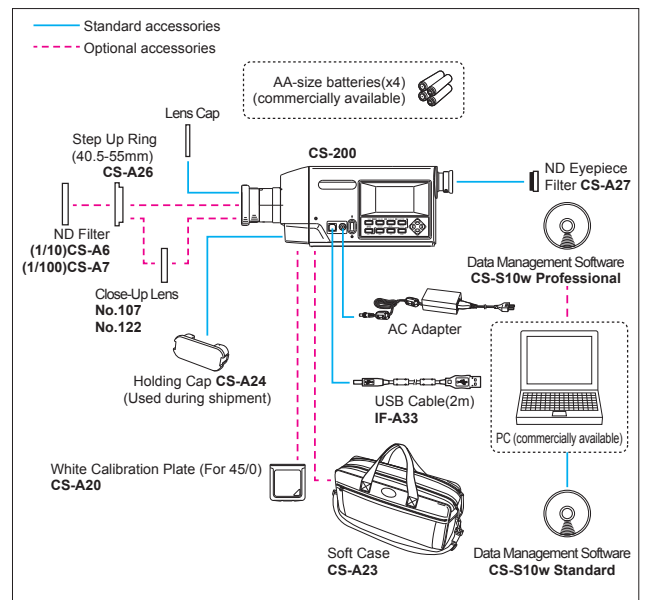 Standard accessories
Optional accessories
AA-size batteries(x4)
(commercially available)
Lens Cap
Step Up Ring
(40.5-55mm)
CS-A26
CS-200
ND Eyepiece
Filter CS-A27
ND Filter
(1/10)CS-A6
(1/100)CS-A7
Close-Up Lens
No.107
No.122
Data Management Software
CS-S10w Professional
AC Adapter
Holding Cap CS-A24
(Used during shipment)
USB Cable(2m)
IF-A33
PC (commercially available)
White Calibration Plate (For 45/0)
CS-A20
Soft Case
CS-A23
Data Management Software
CS-S10w Standard